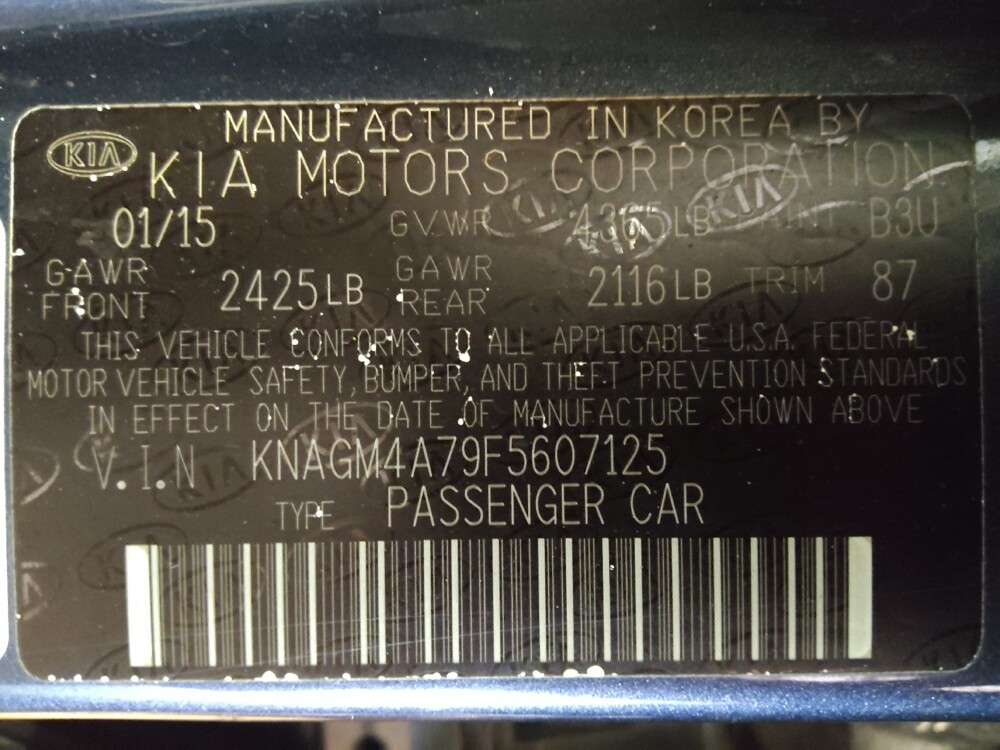 MANUFACTURED IN KOREA BY
KIA KIA MOTORS CORPORATION
01/15 GVWR 4365LB B3U
GAWR FRONT 2425LB GAWR REAR 2116LB TRIM 87
THIS VEHICLE CONFORMS TO ALL APPLICABLE U.S.A. FEDERAL
MOTOR VEHICLE SAFETY, BUMPER, AND THEFT PREVENTION STANDARDS
IN EFFECT ON THE DATE OF MANUFACTURE SHOWN ABOVE
V.I.N KNAGM4A79F5607125
TYPE PASSENGER CAR